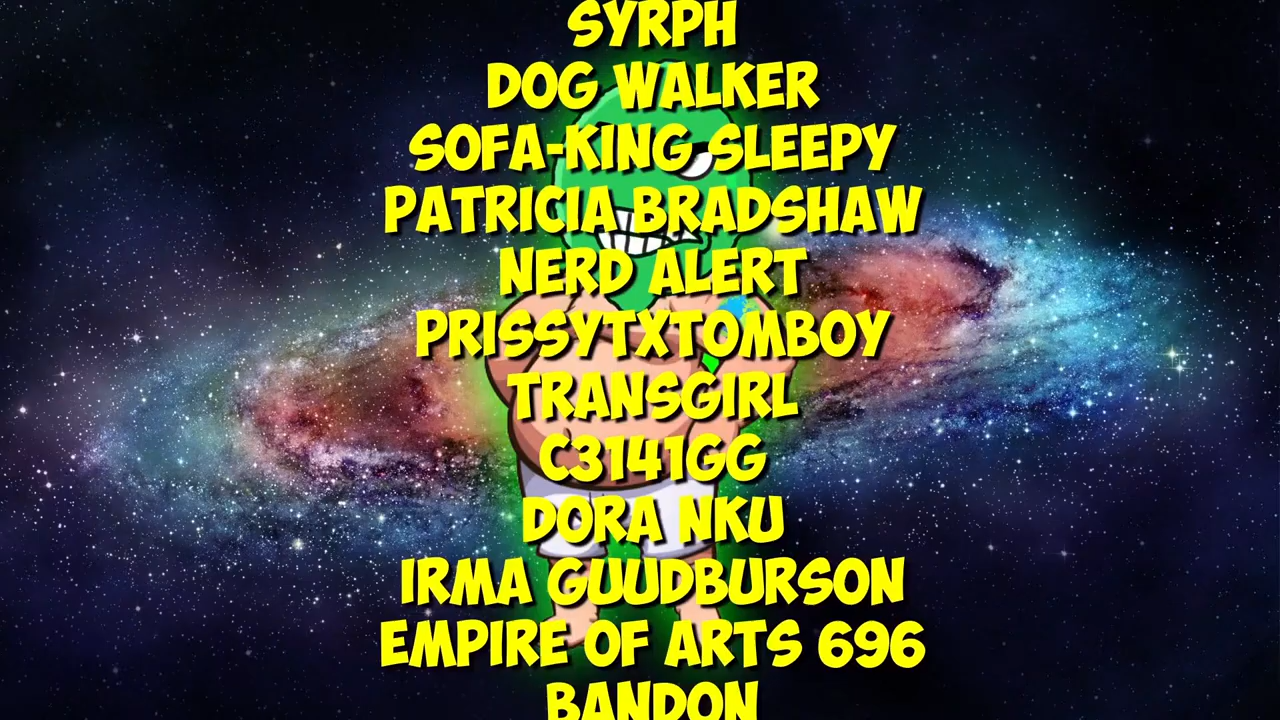 SYRPH
DOG WALKER
SOFA-KING SLEEPY
PATRICIA BRADSHAW
NERD ALERT
PRISSYTXTOMBOY
TRANSGIRL
C3141GG
DORA NKU
IRMA GUUDBURSON
EMPIRE OF ARTS 696
BANDON